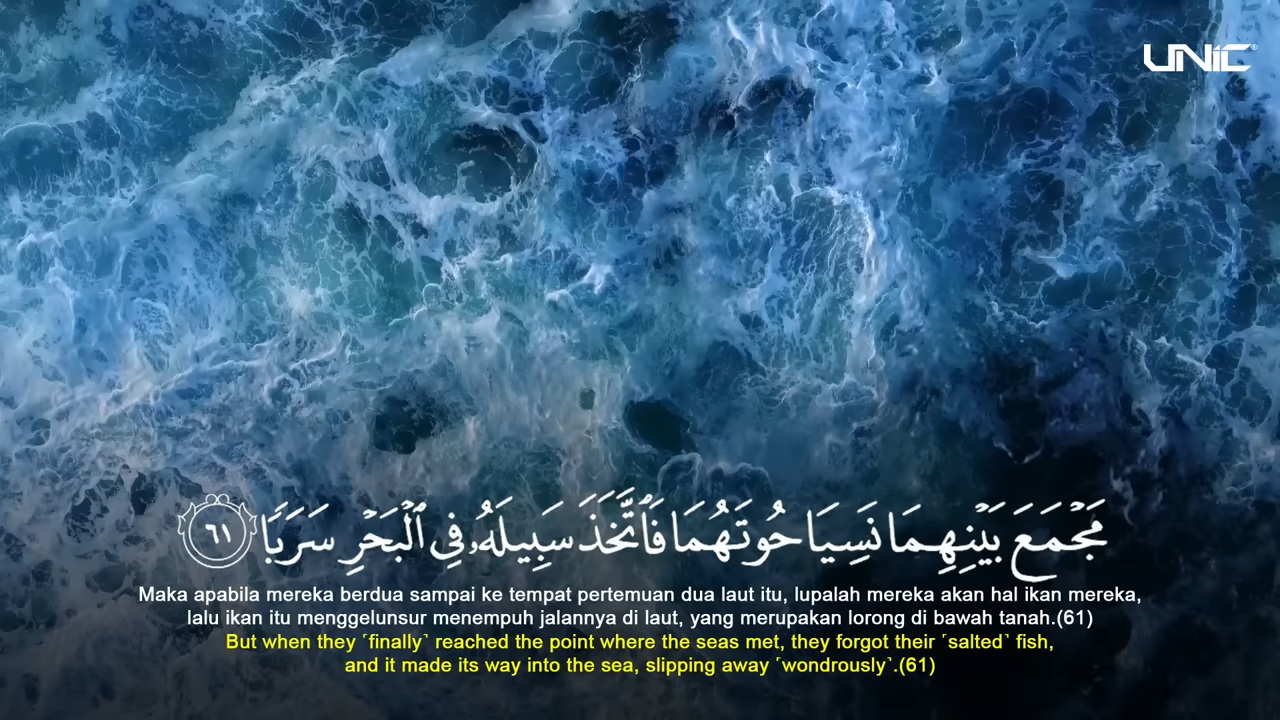 UNIC
مَجْمَعَ بَيْنِهِمَا نَسِيَا حُوتَهُمَا فَٱتَّخَذَ سَبِيلَهُۥ فِى ٱلْبَحْرِ سَرَبًا ٦١
Maka apabila mereka berdua sampai ke tempat pertemuan dua laut itu, lupalah mereka akan hal ikan mereka,
lalu ikan itu menggelunsur menempuh jalannya di laut, yang merupakan lorong di bawah tanah.(61)
But when they ˹finally˺ reached the point where the seas met, they forgot their ˹salted˺ fish,
and it made its way into the sea, slipping away ˹wondrously˺.(61)